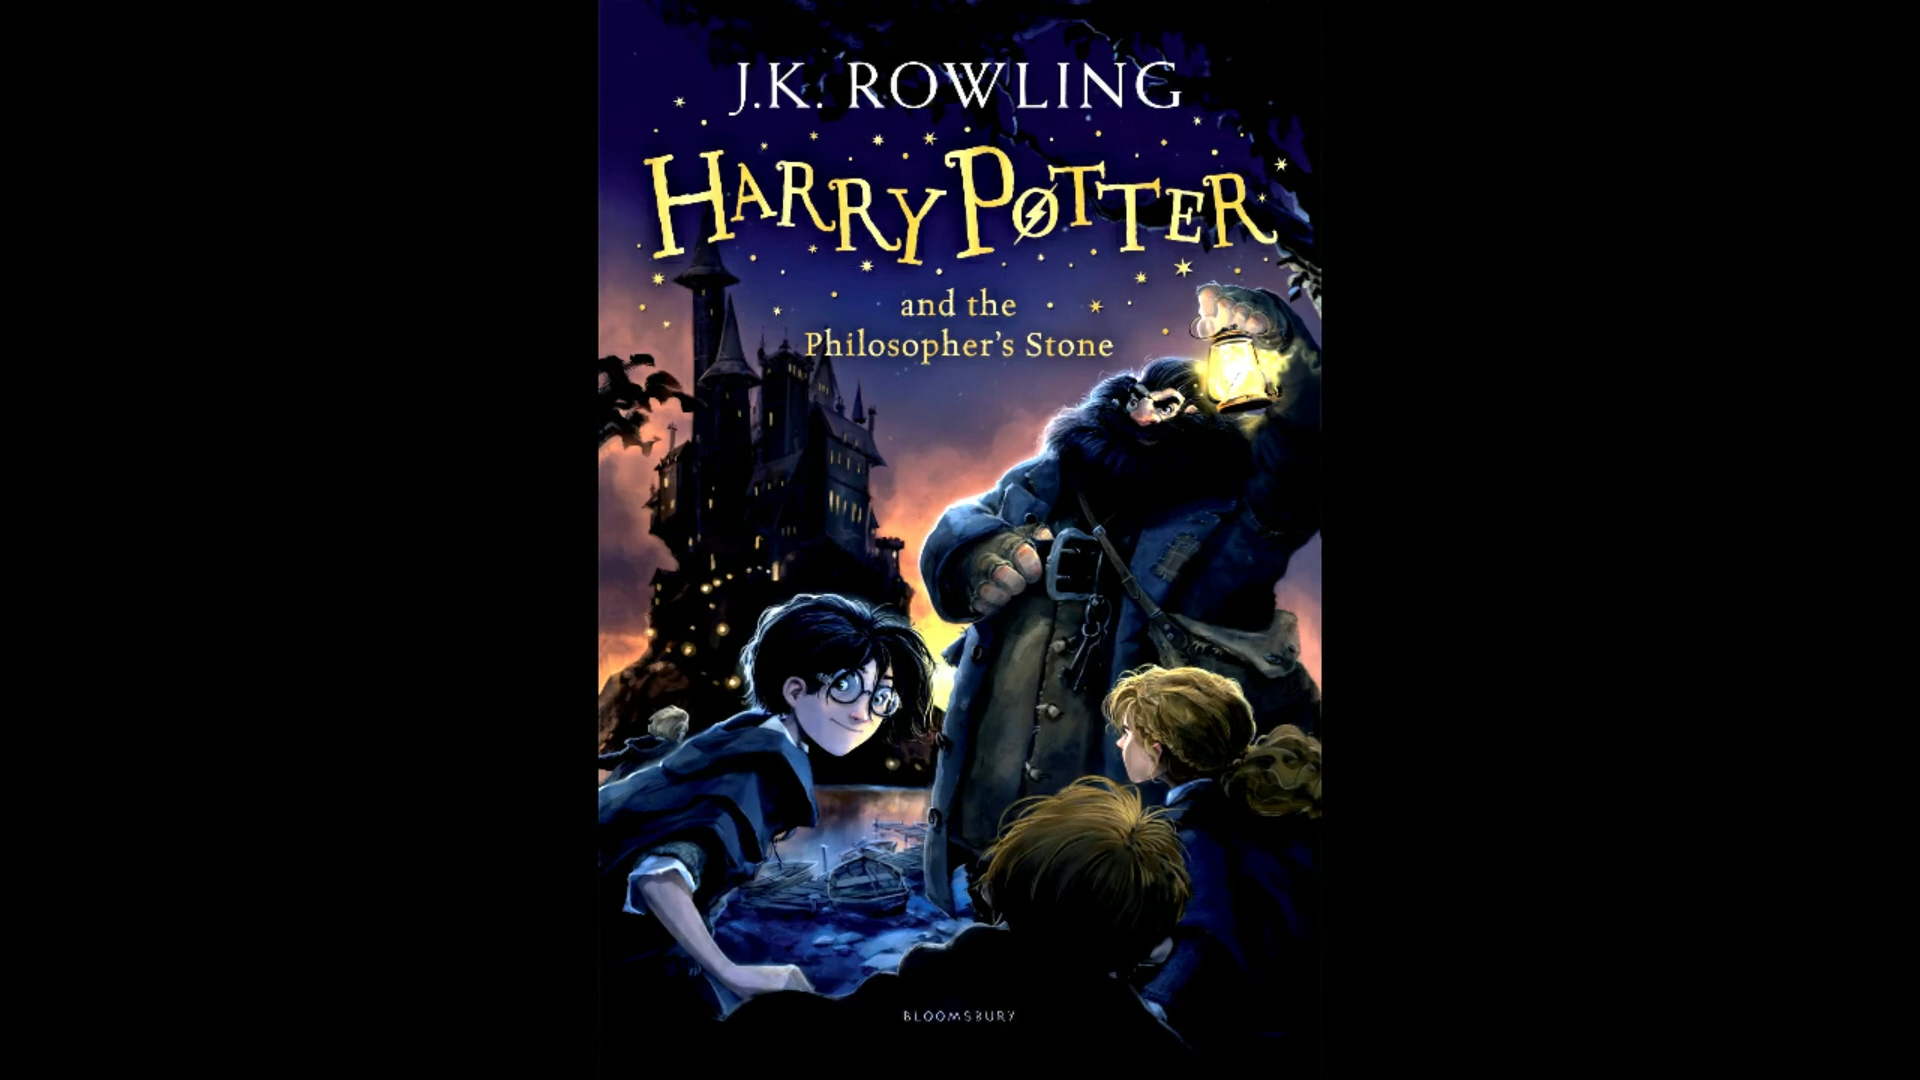 J.K. ROWLING
HARRY POTTER
and the
Philosopher's Stone
BLOOMSBURY